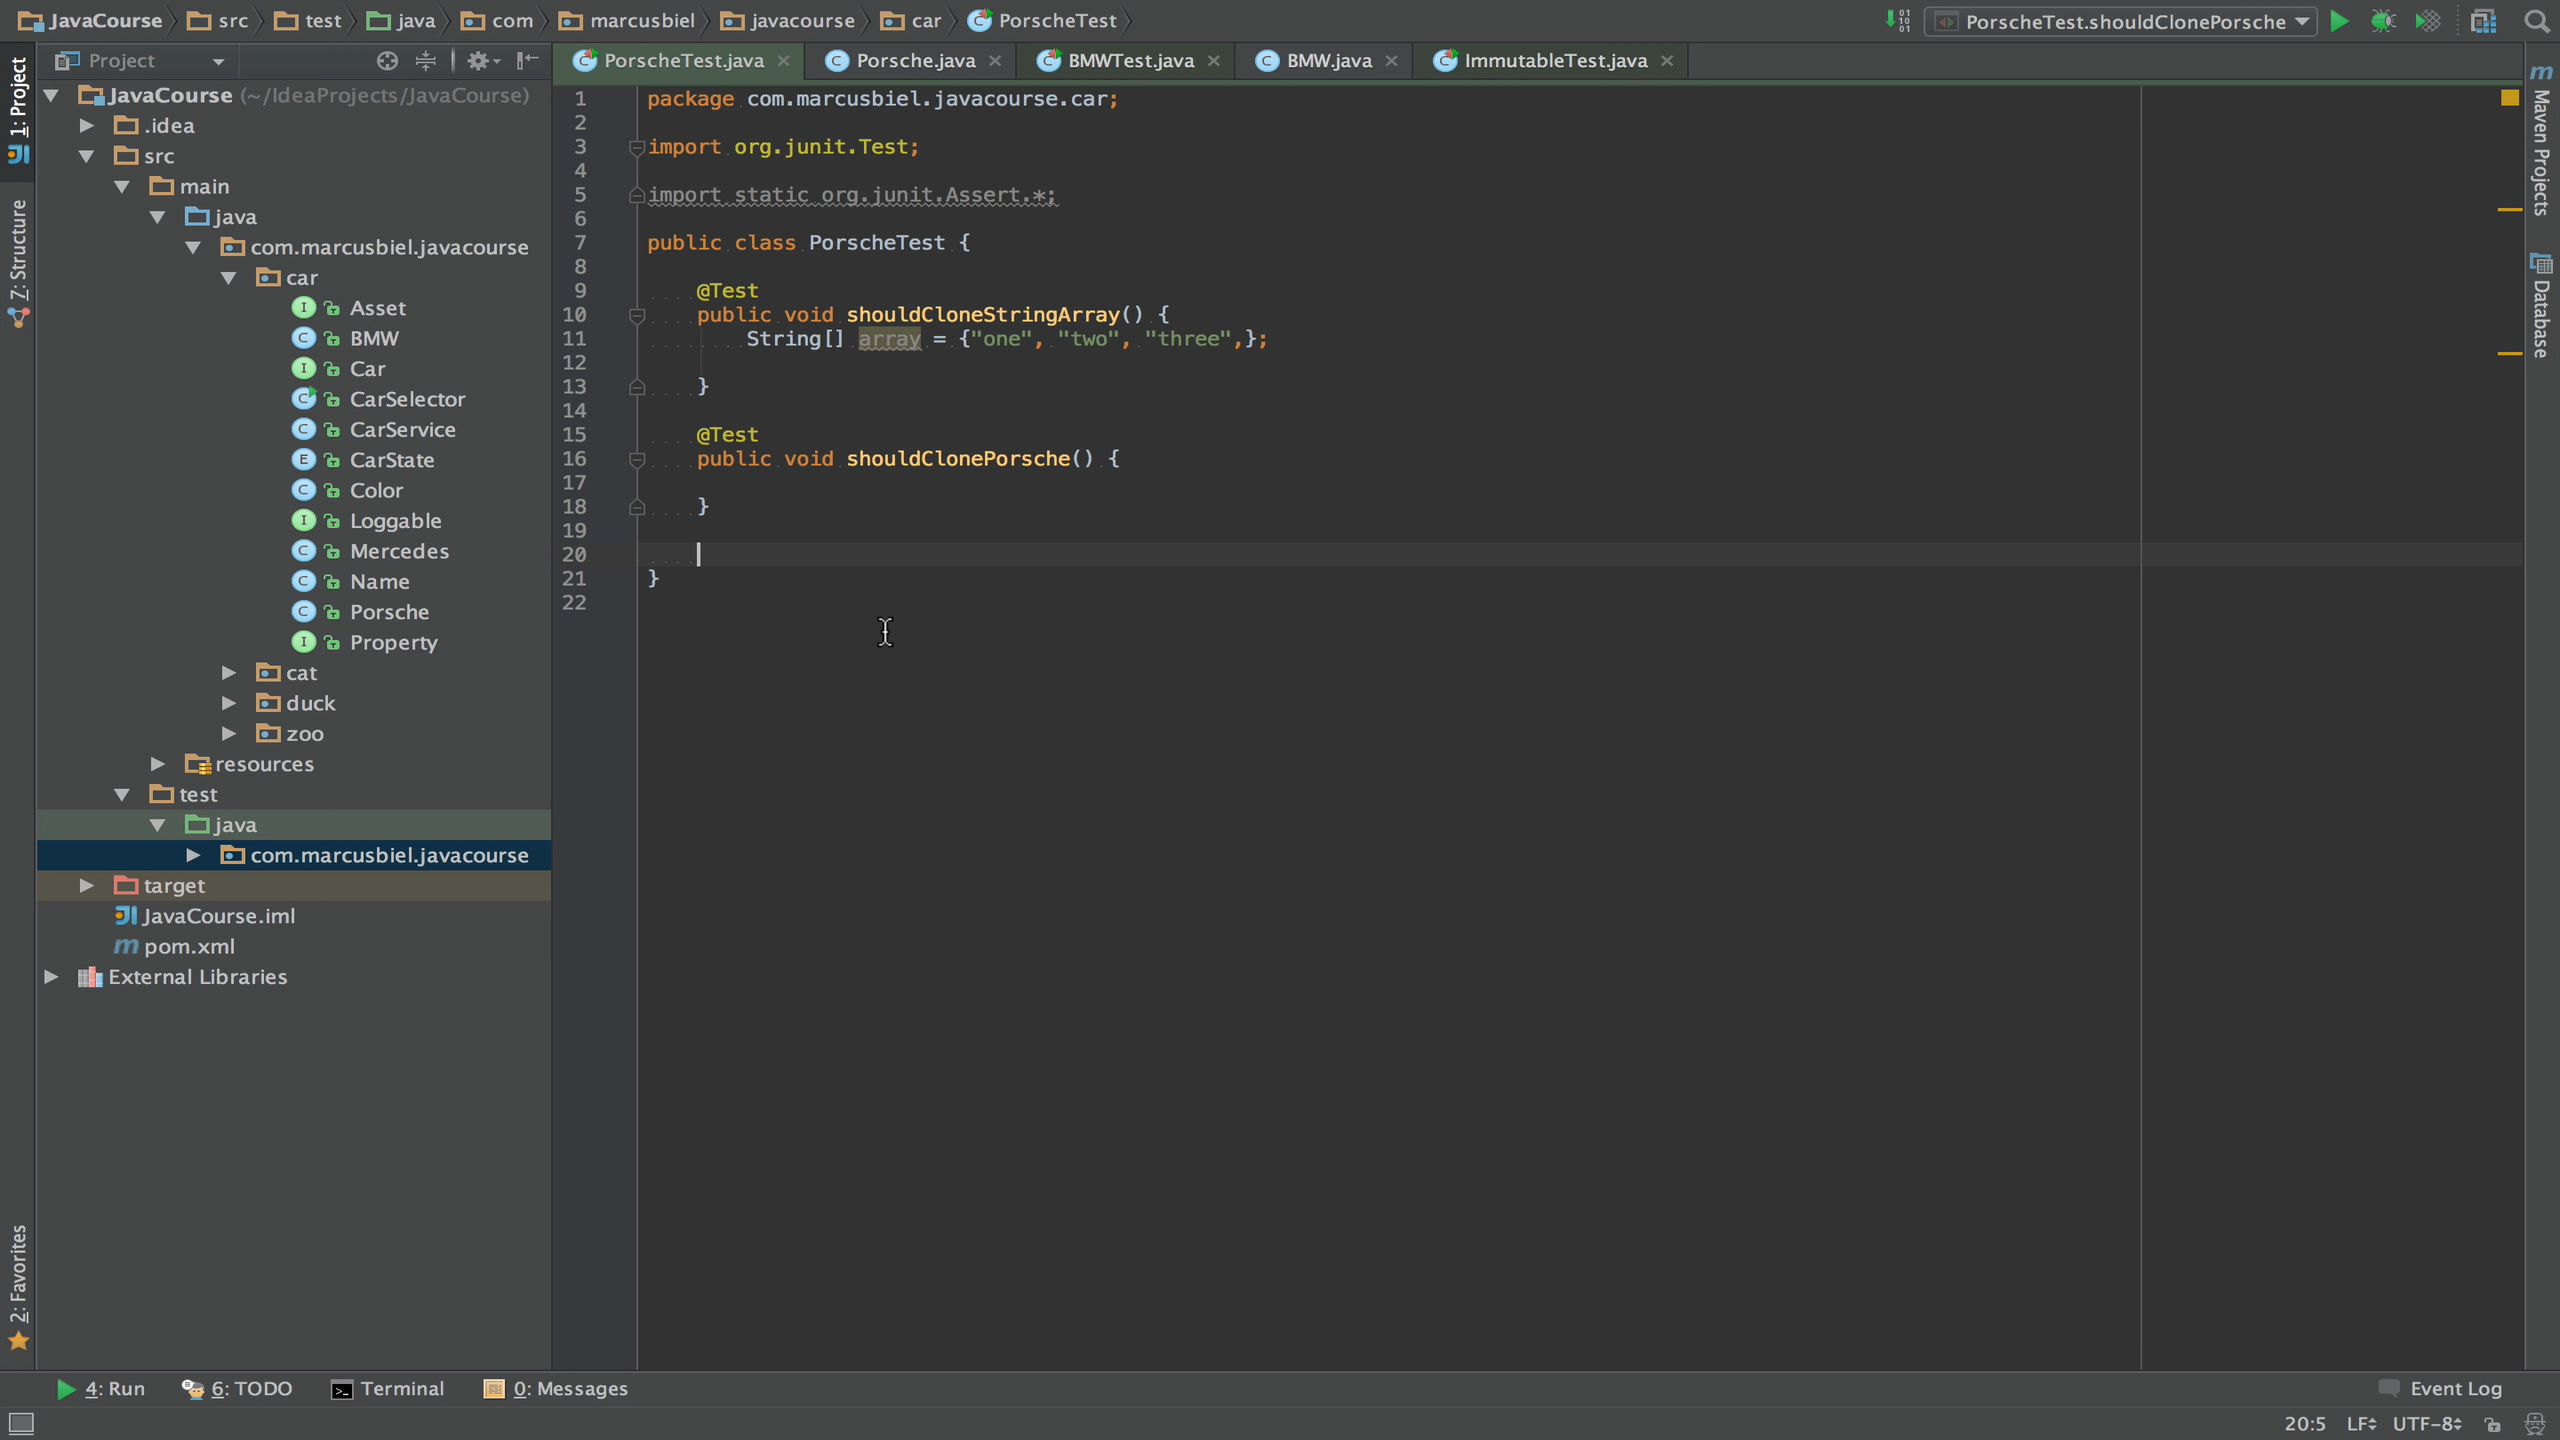 JavaCourse src test java com marcusbiel javacourse car PorscheTest PorscheTest.shouldClonePorsche
Project
PorscheTest.java Porsche.java BMWTest.java BMW.java ImmutableTest.java
1: Project
Z: Structure
2: Favorites
JavaCourse (~/IdeaProjects/JavaCourse)
.idea
src
main
java
com.marcusbiel.javacourse
car
Asset
BMW
Car
CarSelector
CarService
CarState
Color
Loggable
Mercedes
Name
Porsche
Property
cat
duck
zoo
resources
test
java
com.marcusbiel.javacourse
target
JavaCourse.iml
pom.xml
External Libraries
1 package com.marcusbiel.javacourse.car;
2
3 import org.junit.Test;
4
5 import static org.junit.Assert.*;
6
7 public class PorscheTest {
8
9 @Test
10 public void shouldCloneStringArray() {
11 String[] array = {"one", "two", "three",};
12
13 }
14
15 @Test
16 public void shouldClonePorsche() {
17
18 }
19
20
21 }
22
Maven Projects
Database
4: Run 6: TODO Terminal 0: Messages Event Log
20:5 LF UTF-8